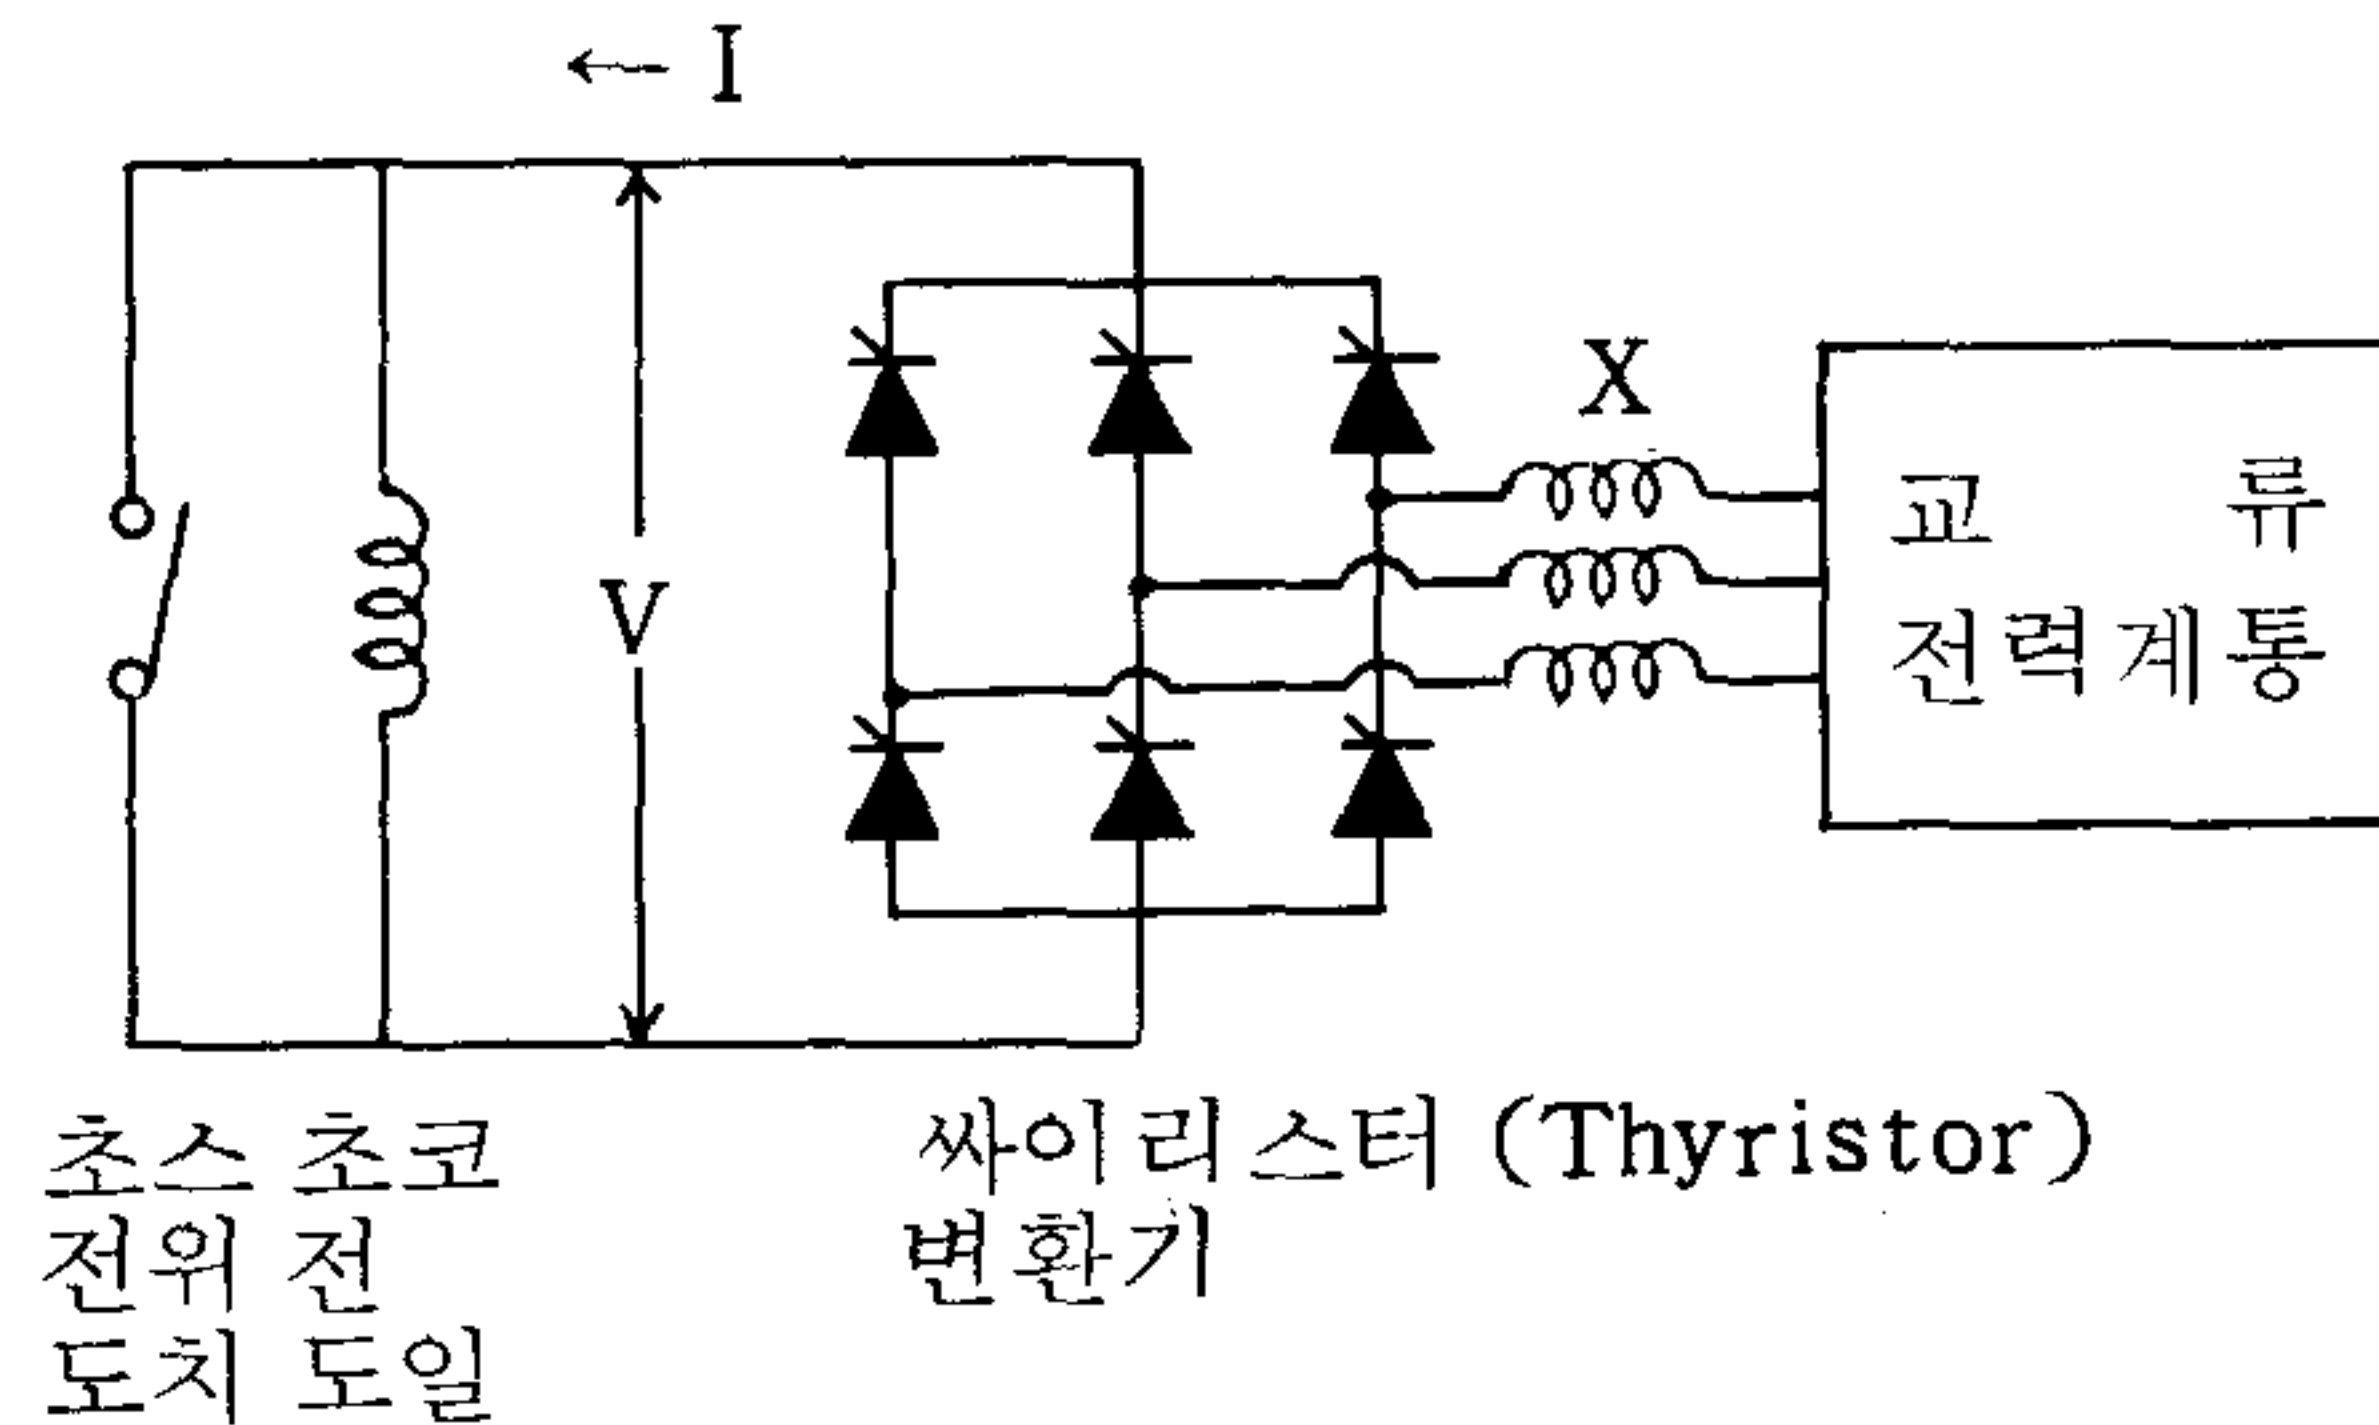 ← I
X
V
교 류
전력계통
초스 초코
전위 전
도치 도일
싸이리스터 (Thyristor)
변환기